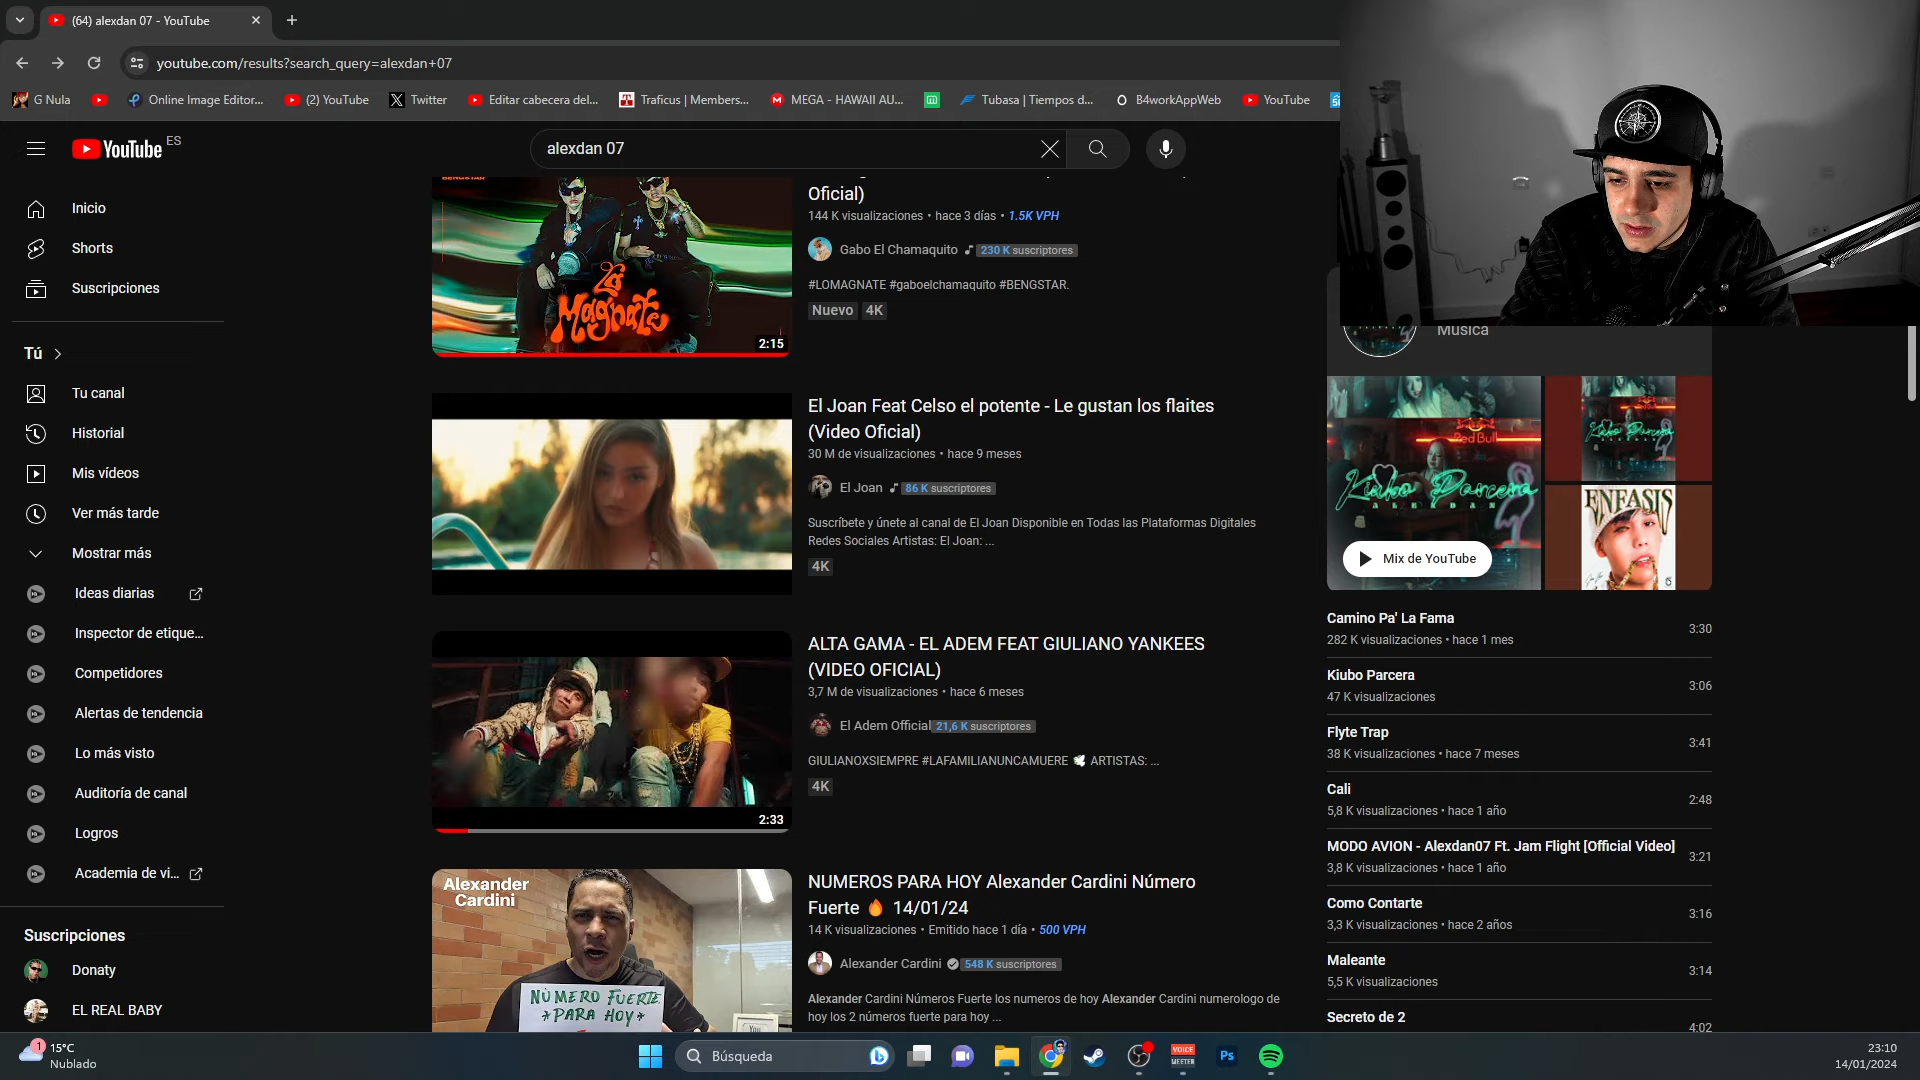 (64) alexdan 07 - YouTube
youtube.com/results?search_query=alexdan+07
G Nula
Online Image Editor...
(2) YouTube
Twitter
Editar cabecera del...
Traficus | Members...
MEGA - HAWAII AU...
Tubasa | Tiempos d...
B4workAppWeb
YouTube
YouTube ES
alexdan 07
Inicio
Shorts
Suscripciones
Tú
Tu canal
Historial
Mis vídeos
Ver más tarde
Mostrar más
Ideas diarias
Inspector de etique...
Competidores
Alertas de tendencia
Lo más visto
Auditoría de canal
Logros
Academia de vi...
Suscripciones
Donaty
EL REAL BABY
BENGSTAR
La Magnate
2:15
Oficial)
144 K visualizaciones • hace 3 días • 1.5K VPH
Gabo El Chamaquito 230 K suscriptores
#LOMAGNATE #gaboelchamaquito #BENGSTAR.
Nuevo 4K
El Joan Feat Celso el potente - Le gustan los flaites
(Video Oficial)
30 M de visualizaciones • hace 9 meses
El Joan 86 K suscriptores
Suscríbete y únete al canal de El Joan Disponible en Todas las Plataformas Digitales
Redes Sociales Artistas: El Joan: ...
4K
2:33
ALTA GAMA - EL ADEM FEAT GIULIANO YANKEES
(VIDEO OFICIAL)
3,7 M de visualizaciones • hace 6 meses
El Adem Official 21,6 K suscriptores
GIULIANOXSIEMPRE #LAFAMILIANUNCAMUERE 🕊 ARTISTAS: ...
4K
Alexander
Cardini
NÚMERO FUERTE
*PARA HOY*
NUMEROS PARA HOY Alexander Cardini Número
Fuerte 🔥 14/01/24
14 K visualizaciones • Emitido hace 1 día • 500 VPH
Alexander Cardini 548 K suscriptores
Alexander Cardini Números Fuerte los numeros de hoy Alexander Cardini numerologo de
hoy los 2 números fuerte para hoy ...
Música
Red Bull
Kiubo Parcera
ALEXDAN
Kiubo Parcera
ENFASIS
Mix de YouTube
Camino Pa' La Fama
282 K visualizaciones • hace 1 mes
3:30
Kiubo Parcera
47 K visualizaciones
3:06
Flyte Trap
38 K visualizaciones • hace 7 meses
3:41
Cali
5,8 K visualizaciones • hace 1 año
2:48
MODO AVION - Alexdan07 Ft. Jam Flight [Official Video]
3,8 K visualizaciones • hace 1 año
3:21
Como Contarte
3,3 K visualizaciones • hace 2 años
3:16
Maleante
5,5 K visualizaciones
3:14
Secreto de 2
4:02
1
15°C
Nublado
Búsqueda
VOICE
MEETER
Ps
23:10
14/01/2024